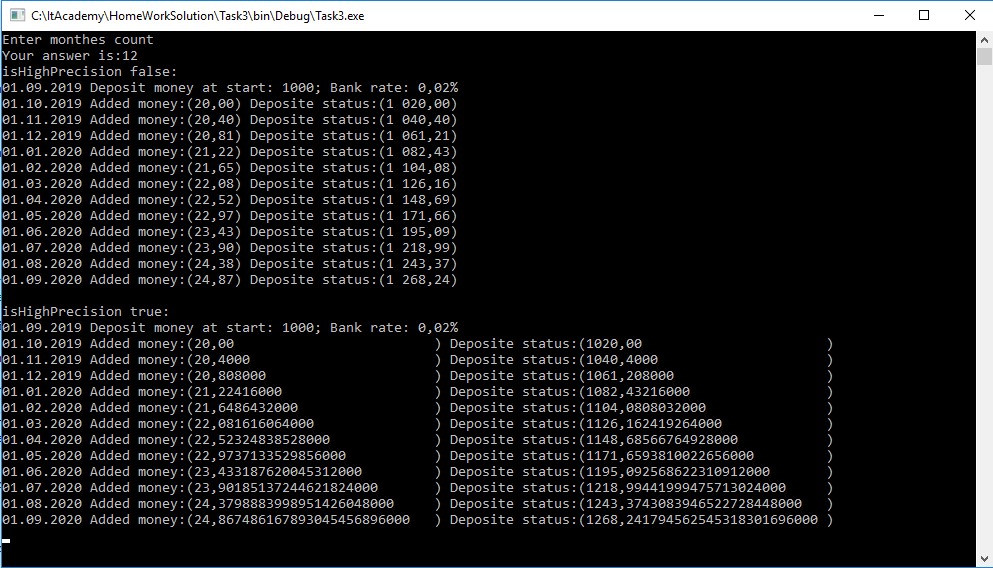 C:\ItAcademy\HomeWorkSolution\Task3\bin\Debug\Task3.exe
Enter monthes count
Your answer is:12
isHighPrecision false:
01.09.2019 Deposit money at start: 1000; Bank rate: 0,02%
01.10.2019 Added money:(20,00) Deposite status:(1 020,00)
01.11.2019 Added money:(20,40) Deposite status:(1 040,40)
01.12.2019 Added money:(20,81) Deposite status:(1 061,21)
01.01.2020 Added money:(21,22) Deposite status:(1 082,43)
01.02.2020 Added money:(21,65) Deposite status:(1 104,08)
01.03.2020 Added money:(22,08) Deposite status:(1 126,16)
01.04.2020 Added money:(22,52) Deposite status:(1 148,69)
01.05.2020 Added money:(22,97) Deposite status:(1 171,66)
01.06.2020 Added money:(23,43) Deposite status:(1 195,09)
01.07.2020 Added money:(23,90) Deposite status:(1 218,99)
01.08.2020 Added money:(24,38) Deposite status:(1 243,37)
01.09.2020 Added money:(24,87) Deposite status:(1 268,24)
isHighPrecision true:
01.09.2019 Deposit money at start: 1000; Bank rate: 0,02%
01.10.2019 Added money:(20,00                         ) Deposite status:(1020,00                       )
01.11.2019 Added money:(20,4000                       ) Deposite status:(1040,4000                     )
01.12.2019 Added money:(20,808000                     ) Deposite status:(1061,208000                   )
01.01.2020 Added money:(21,22416000                   ) Deposite status:(1082,43216000                 )
01.02.2020 Added money:(21,6486432000                 ) Deposite status:(1104,0808032000               )
01.03.2020 Added money:(22,081616064000               ) Deposite status:(1126,162419264000             )
01.04.2020 Added money:(22,52324838528000             ) Deposite status:(1148,68566764928000           )
01.05.2020 Added money:(22,9737133529856000           ) Deposite status:(1171,6593810022656000         )
01.06.2020 Added money:(23,433187620045312000         ) Deposite status:(1195,092568622310912000       )
01.07.2020 Added money:(23,90185137244621824000       ) Deposite status:(1218,99441999475713024000     )
01.08.2020 Added money:(24,3798883998951426048000     ) Deposite status:(1243,3743083946522728448000   )
01.09.2020 Added money:(24,867486167893045456896000   ) Deposite status:(1268,241794562545318301696000 )